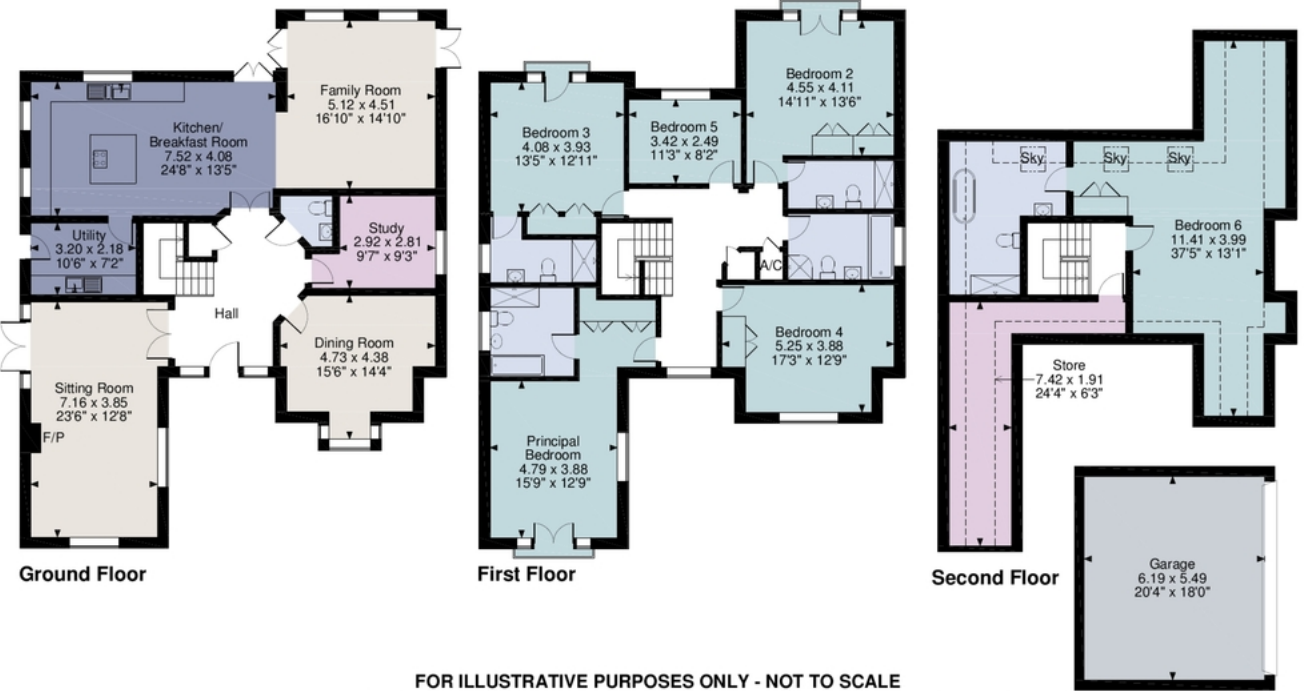 Family Room
5.12 x 4.51
16'10" x 14'10"
Kitchen/
Breakfast Room
7.52 x 4.08
24'8" x 13'5"
Utility
3.20 x 2.18
10'6" x 7'2"
Study
2.92 x 2.81
9'7" x 9'3"
Hall
Dining Room
4.73 x 4.38
15'6" x 14'4"
Sitting Room
7.16 x 3.85
23'6" x 12'8"
F/P
Ground Floor
Bedroom 2
4.55 x 4.11
14'11" x 13'6"
Bedroom 3
4.08 x 3.93
13'5" x 12'11"
Bedroom 5
3.42 x 2.49
11'3" x 8'2"
A/C
Bedroom 4
5.25 x 3.88
17'3" x 12'9"
Principal
Bedroom
4.79 x 3.88
15'9" x 12'9"
First Floor
Sky
Sky
Sky
Bedroom 6
11.41 x 3.99
37'5" x 13'1"
Store
7.42 x 1.91
24'4" x 6'3"
Second Floor
Garage
6.19 x 5.49
20'4" x 18'0"
FOR ILLUSTRATIVE PURPOSES ONLY - NOT TO SCALE